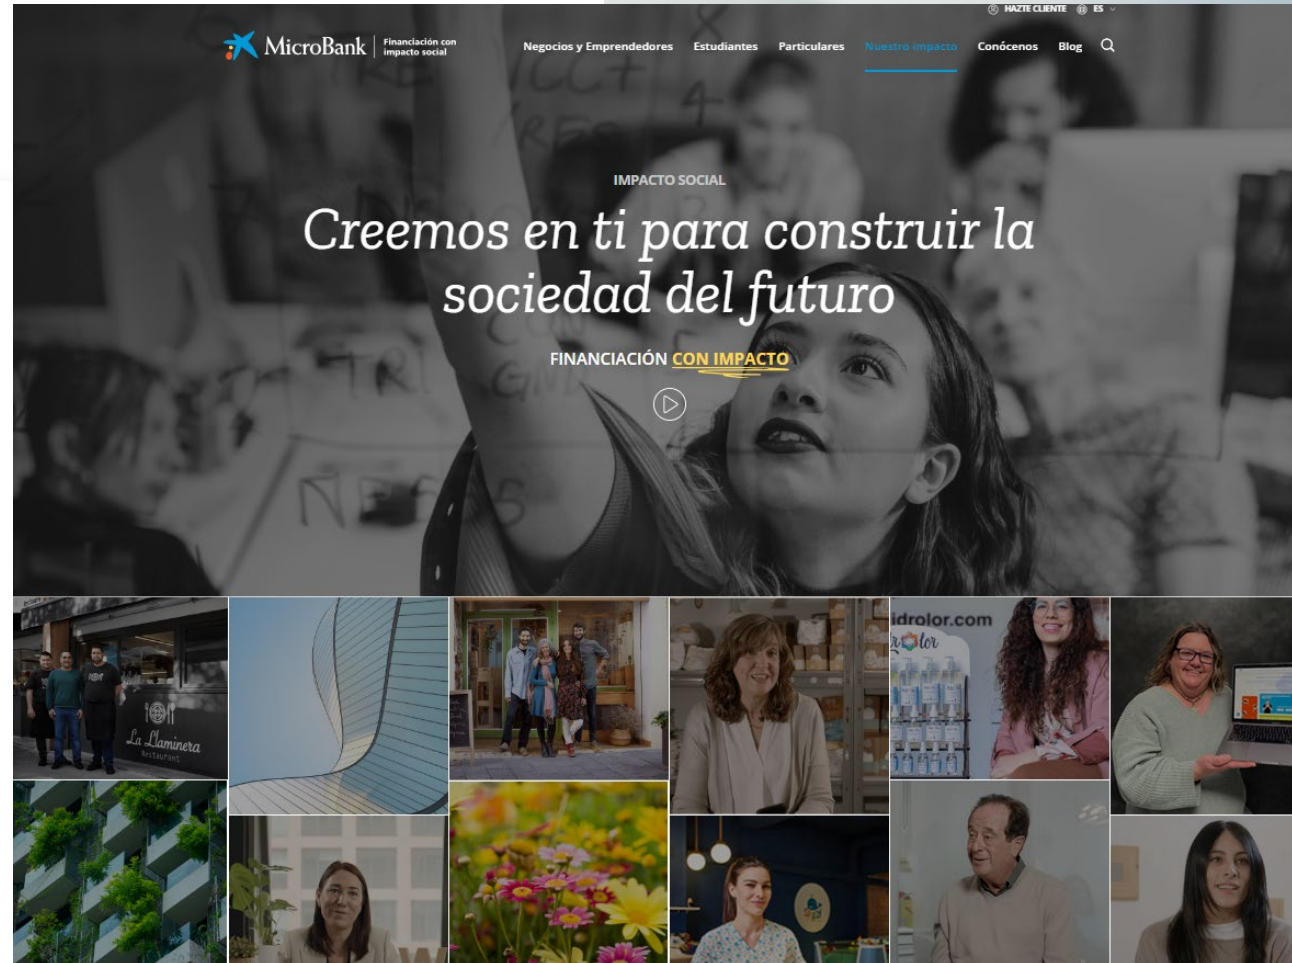 HAZTE CLIENTE ES
MicroBank Financiación con
impacto social
Negocios y Emprendedores Estudiantes Particulares Nuestro impacto Conócenos Blog
IMPACTO SOCIAL
Creemos en ti para construir la
sociedad del futuro
FINANCIACIÓN CON IMPACTO
idrolor.com
La Llaminera
Restaurant